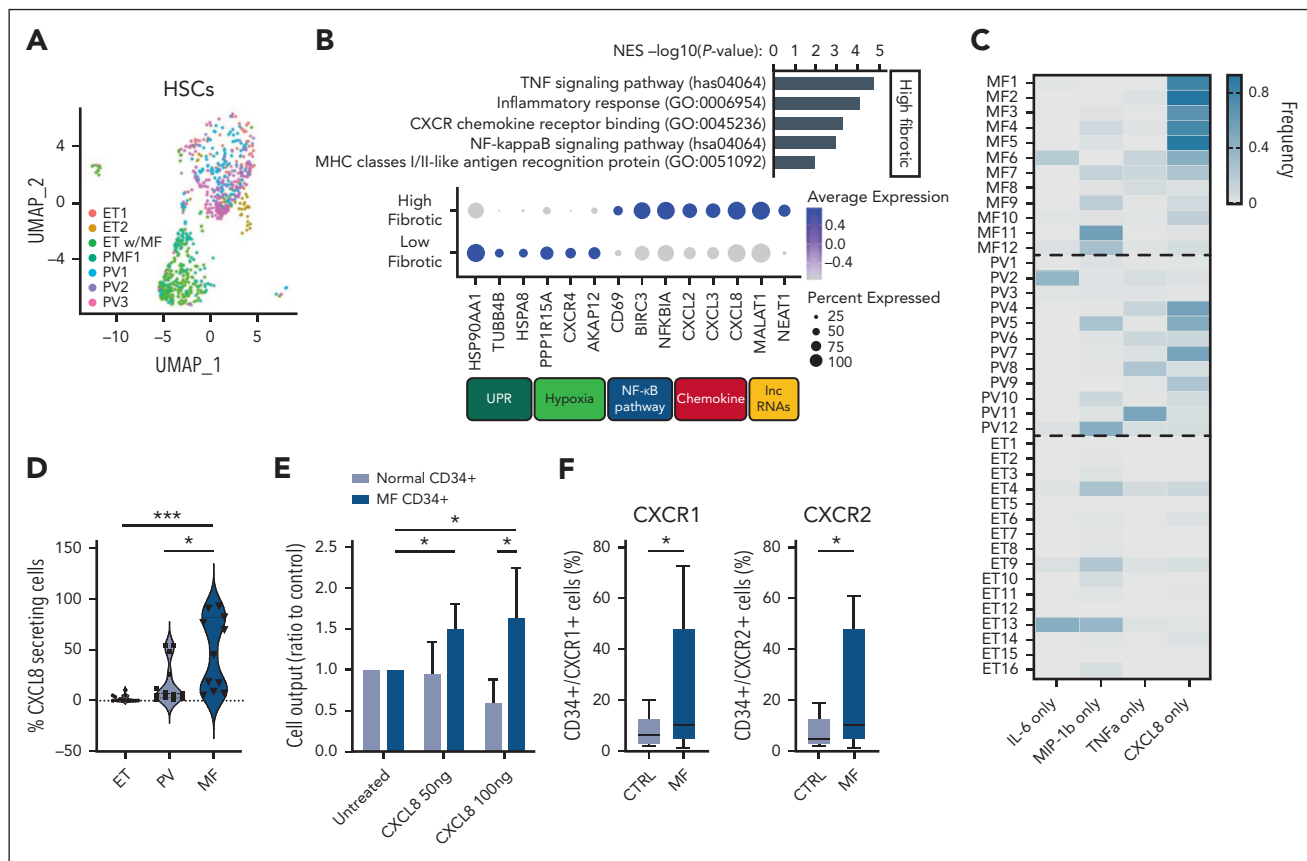 A
HSCs
UMAP_2
4
0
−4
ET1
ET2
ET w/MF
PMF1
PV1
PV2
PV3
−10
−5
0
5
UMAP_1
B
NES −log10(P-value):
0 1 2 3 4 5
TNF signaling pathway (has04064)
Inflammatory response (GO:0006954)
CXCR chemokine receptor binding (GO:0045236)
NF-kappaB signaling pathway (hsa04064)
MHC classes I/II-like antigen recognition protein (GO:0051092)
High fibrotic
High
Fibrotic
Low
Fibrotic
HSP90AA1
TUBB4B
HSPA8
PPP1R15A
CXCR4
AKAP12
CD69
BIRC3
NFKBIA
CXCL2
CXCL3
CXCL8
MALAT1
NEAT1
UPR
Hypoxia
NF-κB
pathway
Chemokine
lnc
RNAs
Average Expression
0.4
0.0
−0.4
Percent Expressed
25
50
75
100
C
MF1
MF2
MF3
MF4
MF5
MF6
MF7
MF8
MF9
MF10
MF11
MF12
PV1
PV2
PV3
PV4
PV5
PV6
PV7
PV8
PV9
PV10
PV11
PV12
ET1
ET2
ET3
ET4
ET5
ET6
ET7
ET8
ET9
ET10
ET11
ET12
ET13
ET14
ET15
ET16
IL-6 only
MIP-1b only
TNFa only
CXCL8 only
0.8
0.4
0
Frequency
D
***
*
% CXCL8 secreting cells
150
100
50
0
−50
ET
PV
MF
E
Normal CD34+
MF CD34+
*
*
*
Cell output (ratio to control)
2.5
2.0
1.5
1.0
0.5
0.0
Untreated
CXCL8 50ng
CXCL8 100ng
F
CXCR1
*
CD34+/CXCR1+ cells (%)
80
60
40
20
0
CTRL
MF
CXCR2
*
CD34+/CXCR2+ cells (%)
80
60
40
20
0
CTRL
MF